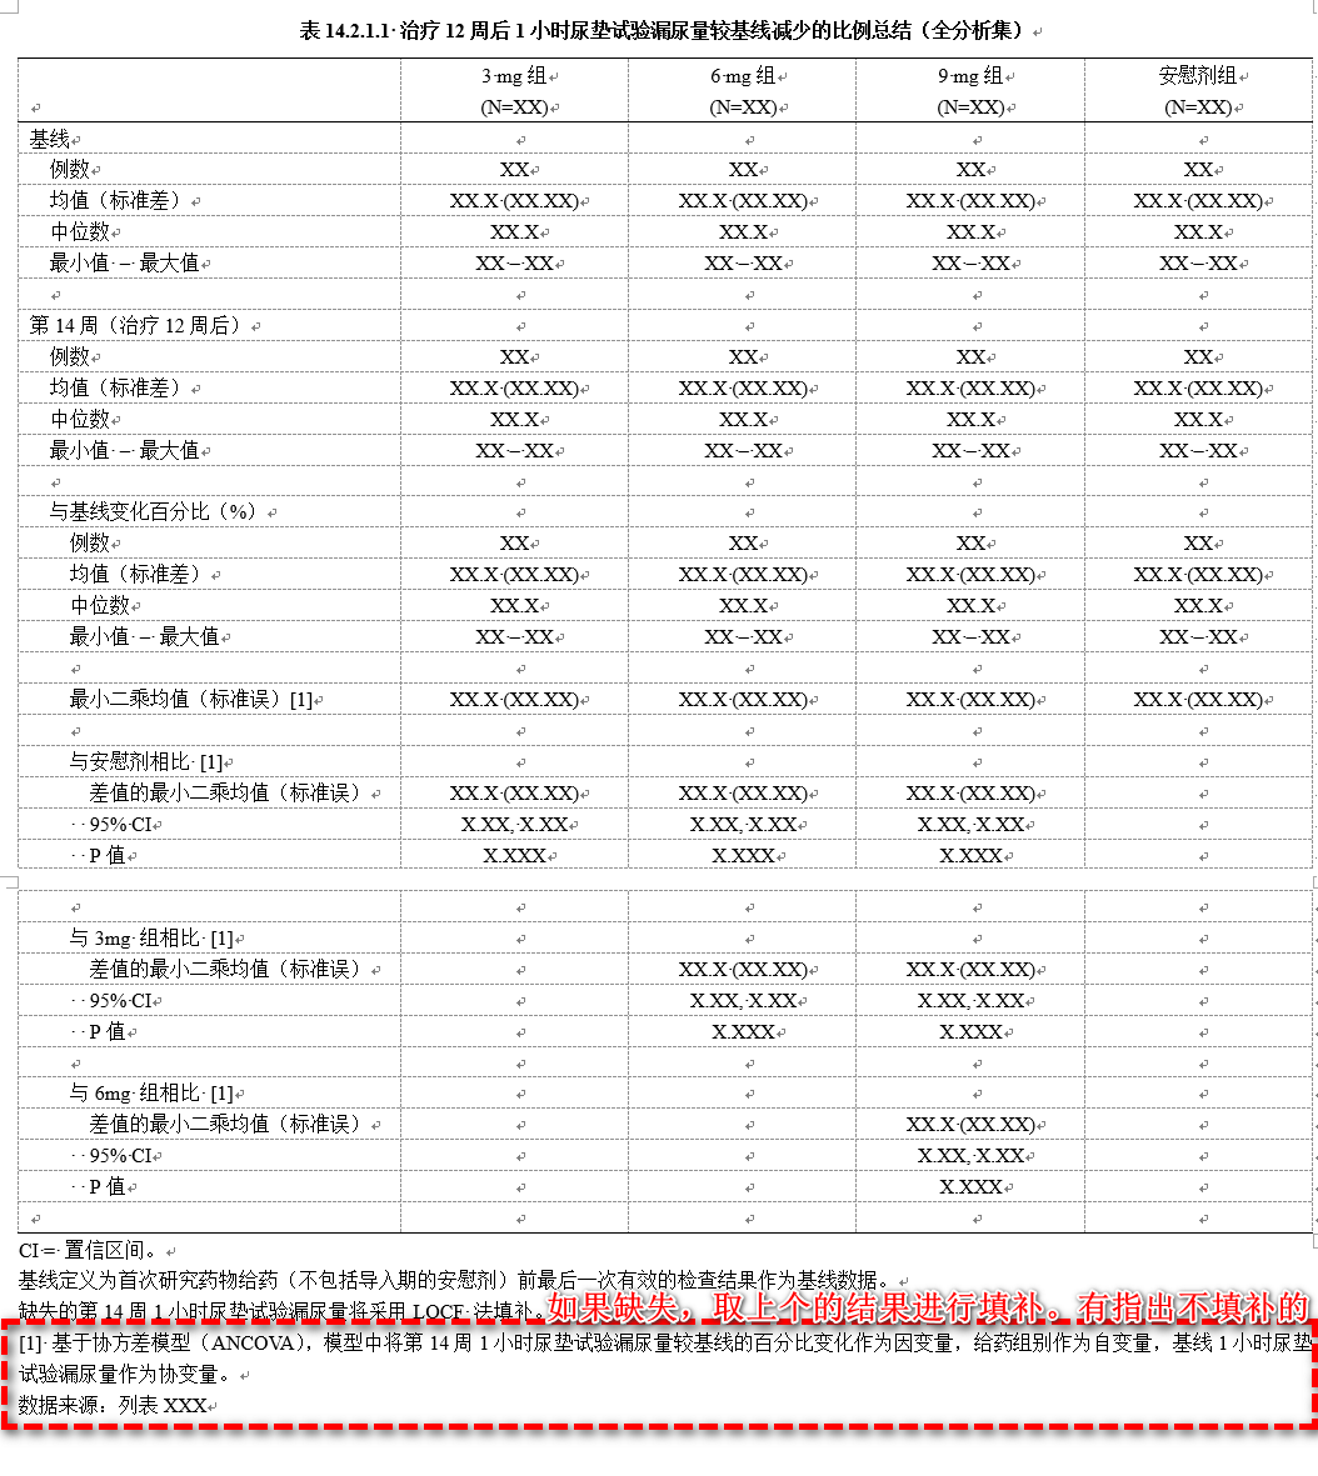 表 14.2.1.1 治疗 12 周后 1 小时尿垫试验漏尿量较基线减少的比例总结（全分析集）
3 mg 组 6 mg 组 9 mg 组 安慰剂组
(N=XX) (N=XX) (N=XX) (N=XX)
基线
例数 XX XX XX XX
均值（标准差） XX.X (XX.XX) XX.X (XX.XX) XX.X (XX.XX) XX.X (XX.XX)
中位数 XX.X XX.X XX.X XX.X
最小值 – 最大值 XX – XX XX – XX XX – XX XX – XX
第 14 周（治疗 12 周后）
例数 XX XX XX XX
均值（标准差） XX.X (XX.XX) XX.X (XX.XX) XX.X (XX.XX) XX.X (XX.XX)
中位数 XX.X XX.X XX.X XX.X
最小值 – 最大值 XX – XX XX – XX XX – XX XX – XX
与基线变化百分比（%）
例数 XX XX XX XX
均值（标准差） XX.X (XX.XX) XX.X (XX.XX) XX.X (XX.XX) XX.X (XX.XX)
中位数 XX.X XX.X XX.X XX.X
最小值 – 最大值 XX – XX XX – XX XX – XX XX – XX
最小二乘均值（标准误）[1] XX.X (XX.XX) XX.X (XX.XX) XX.X (XX.XX) XX.X (XX.XX)
与安慰剂相比 [1]
差值的最小二乘均值（标准误） XX.X (XX.XX) XX.X (XX.XX) XX.X (XX.XX)
95% CI X.XX, X.XX X.XX, X.XX X.XX, X.XX
P 值 X.XXX X.XXX X.XXX
与 3mg 组相比 [1]
差值的最小二乘均值（标准误） XX.X (XX.XX) XX.X (XX.XX)
95% CI X.XX, X.XX X.XX, X.XX
P 值 X.XXX X.XXX
与 6mg 组相比 [1]
差值的最小二乘均值（标准误） XX.X (XX.XX)
95% CI X.XX, X.XX
P 值 X.XXX
CI = 置信区间。
基线定义为首次研究药物给药（不包括导入期的安慰剂）前最后一次有效的检查结果作为基线数据。
缺失的第 14 周 1 小时尿垫试验漏尿量将采用 LOCF 法填补。如果缺失，取上个的结果进行填补。有指出不填补的
[1] 基于协方差模型（ANCOVA），模型中将第 14 周 1 小时尿垫试验漏尿量较基线的百分比变化作为因变量，给药组别作为自变量，基线 1 小时尿垫
试验漏尿量作为协变量。
数据来源：列表 XXX